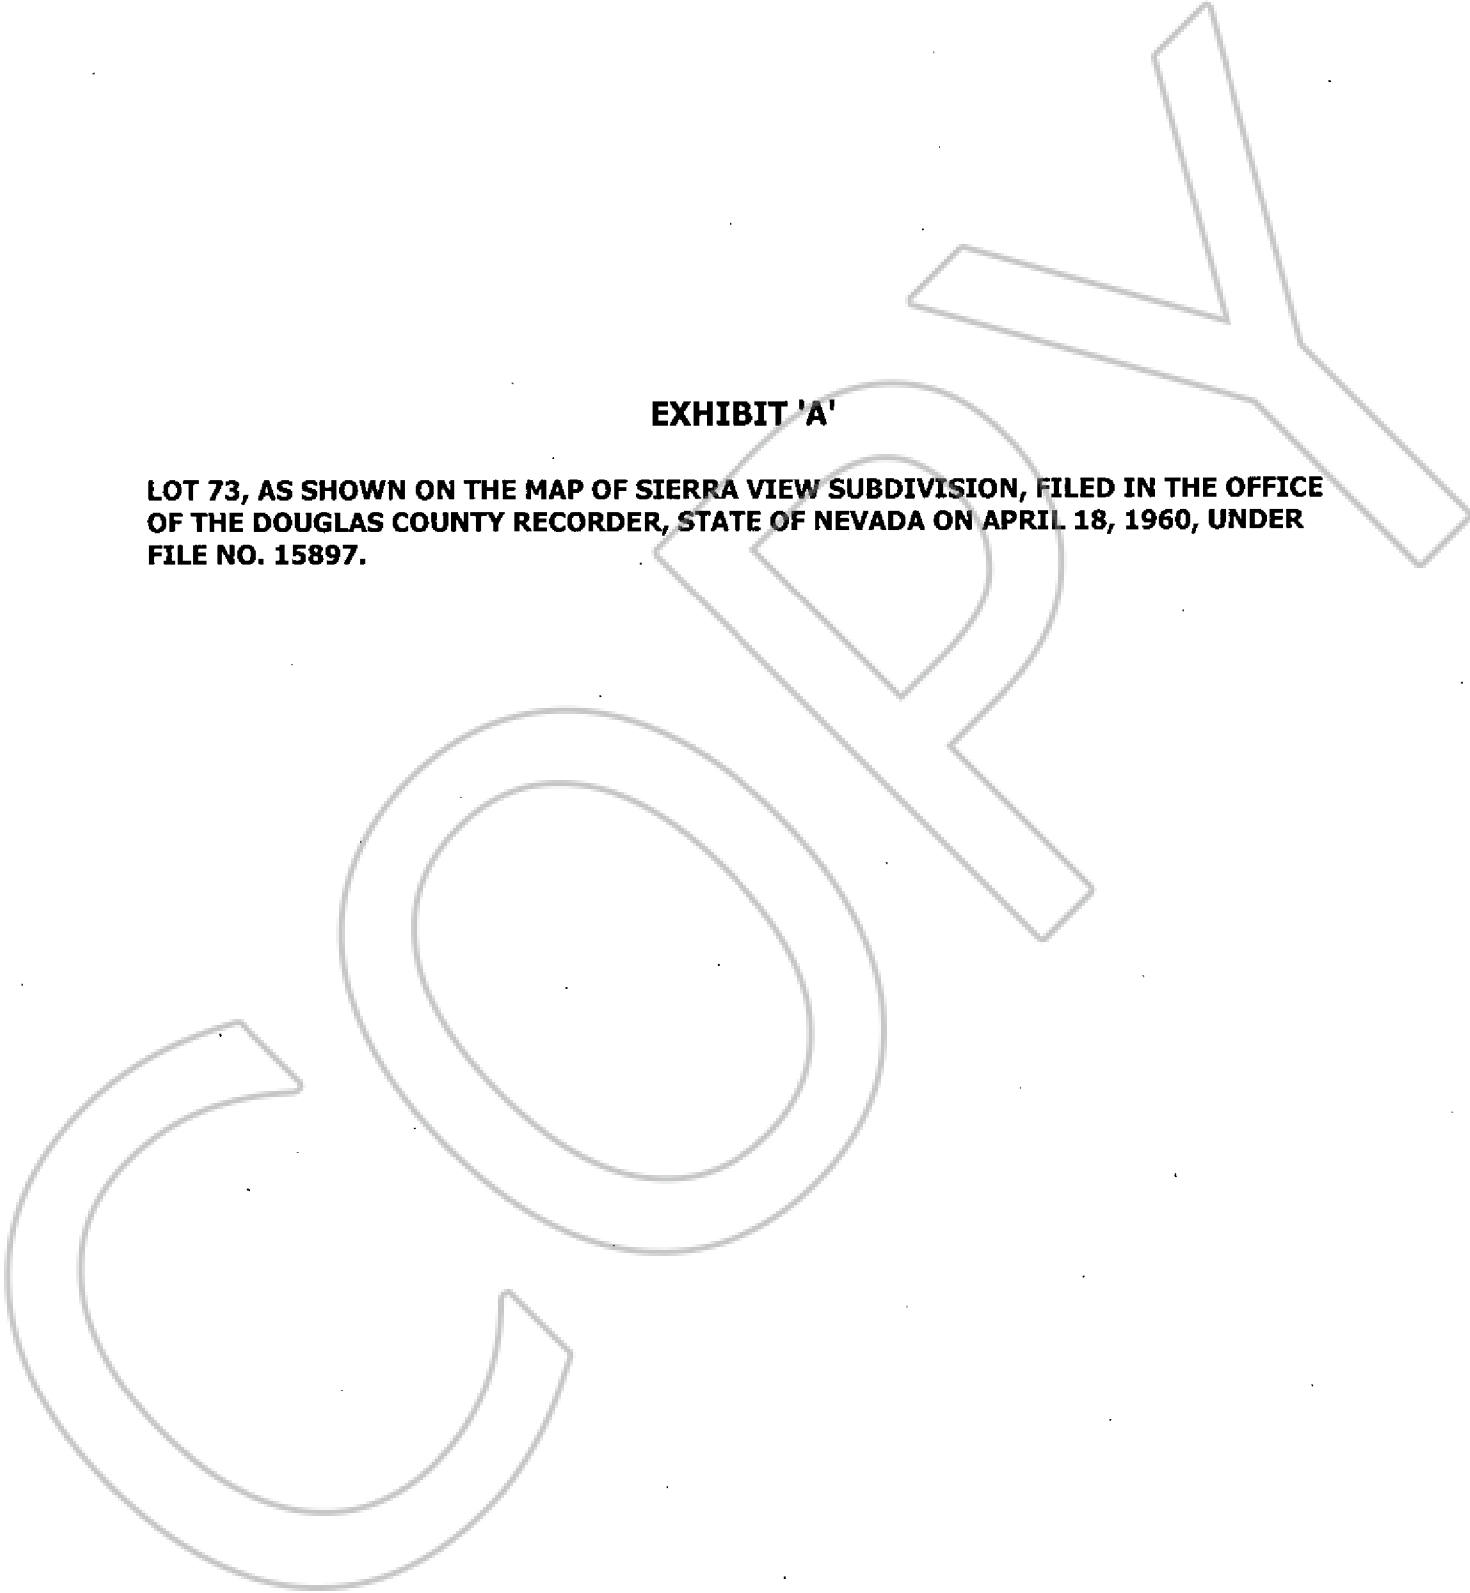 EXHIBIT 'A'
LOT 73, AS SHOWN ON THE MAP OF SIERRA VIEW SUBDIVISION, FILED IN THE OFFICE
OF THE DOUGLAS COUNTY RECORDER, STATE OF NEVADA ON APRIL 18, 1960, UNDER
FILE NO. 15897.
COPY